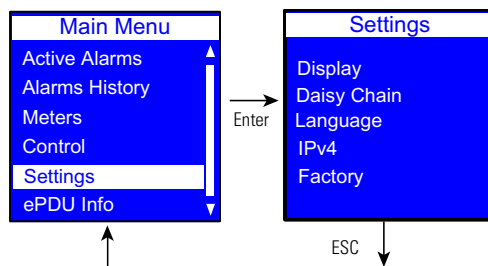 Main Menu
Active Alarms
Alarms History
Meters
Control
Settings
ePDU Info
Enter
Settings
Display
Daisy Chain
Language
IPv4
Factory
ESC